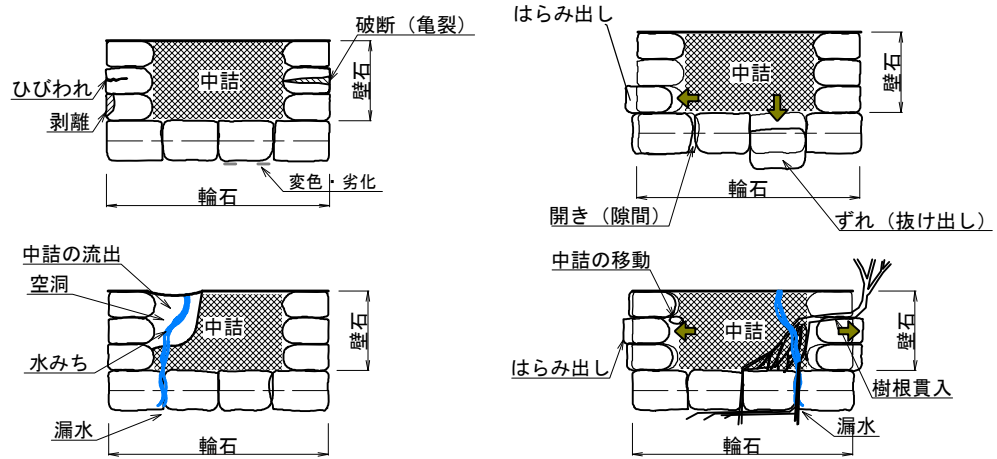 破断（亀裂）
中詰
壁石
ひびわれ
剥離
変色・劣化
輪石
はらみ出し
中詰
壁石
輪石
開き（隙間）
ずれ（抜け出し）
中詰の流出
空洞
中詰
壁石
水みち
漏水
輪石
中詰の移動
中詰
壁石
はらみ出し
樹根貫入
漏水
輪石